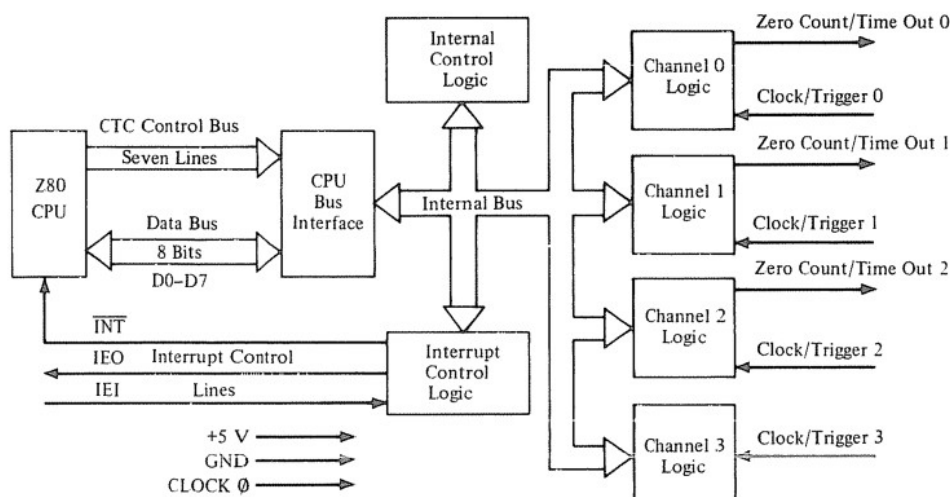 Internal
Control
Logic
Zero Count/Time Out 0
Channel 0
Logic
Clock/Trigger 0
CTC Control Bus
Seven Lines
Z80
CPU
CPU
Bus
Interface
Data Bus
8 Bits
D0–D7
Internal Bus
Zero Count/Time Out 1
Channel 1
Logic
Clock/Trigger 1
Zero Count/Time Out 2
Channel 2
Logic
Clock/Trigger 2
INT
IEO Interrupt Control
IEI Lines
Interrupt
Control
Logic
Channel 3
Logic
Clock/Trigger 3
+5 V
GND
CLOCK Ø